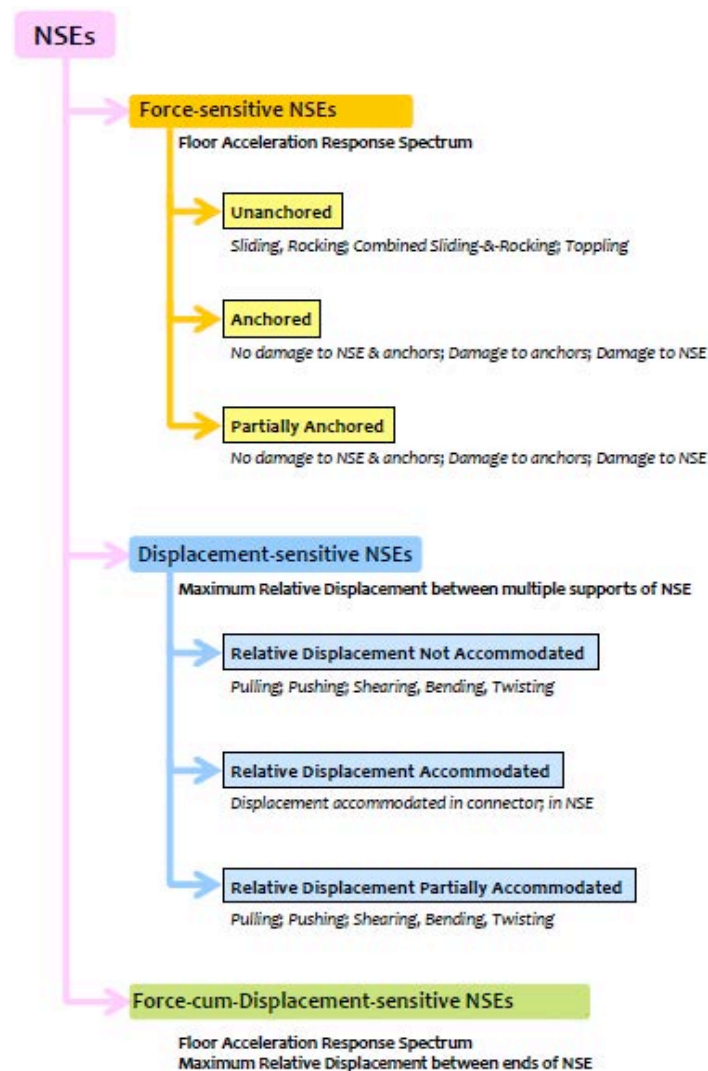 NSEs
Force-sensitive NSEs
Floor Acceleration Response Spectrum
Unanchored
Sliding, Rocking; Combined Sliding-&-Rocking; Toppling
Anchored
No damage to NSE & anchors; Damage to anchors; Damage to NSE
Partially Anchored
No damage to NSE & anchors; Damage to anchors; Damage to NSE
Displacement-sensitive NSEs
Maximum Relative Displacement between multiple supports of NSE
Relative Displacement Not Accommodated
Pulling; Pushing; Shearing, Bending, Twisting
Relative Displacement Accommodated
Displacement accommodated in connector; in NSE
Relative Displacement Partially Accommodated
Pulling; Pushing; Shearing, Bending, Twisting
Force-cum-Displacement-sensitive NSEs
Floor Acceleration Response Spectrum
Maximum Relative Displacement between ends of NSE